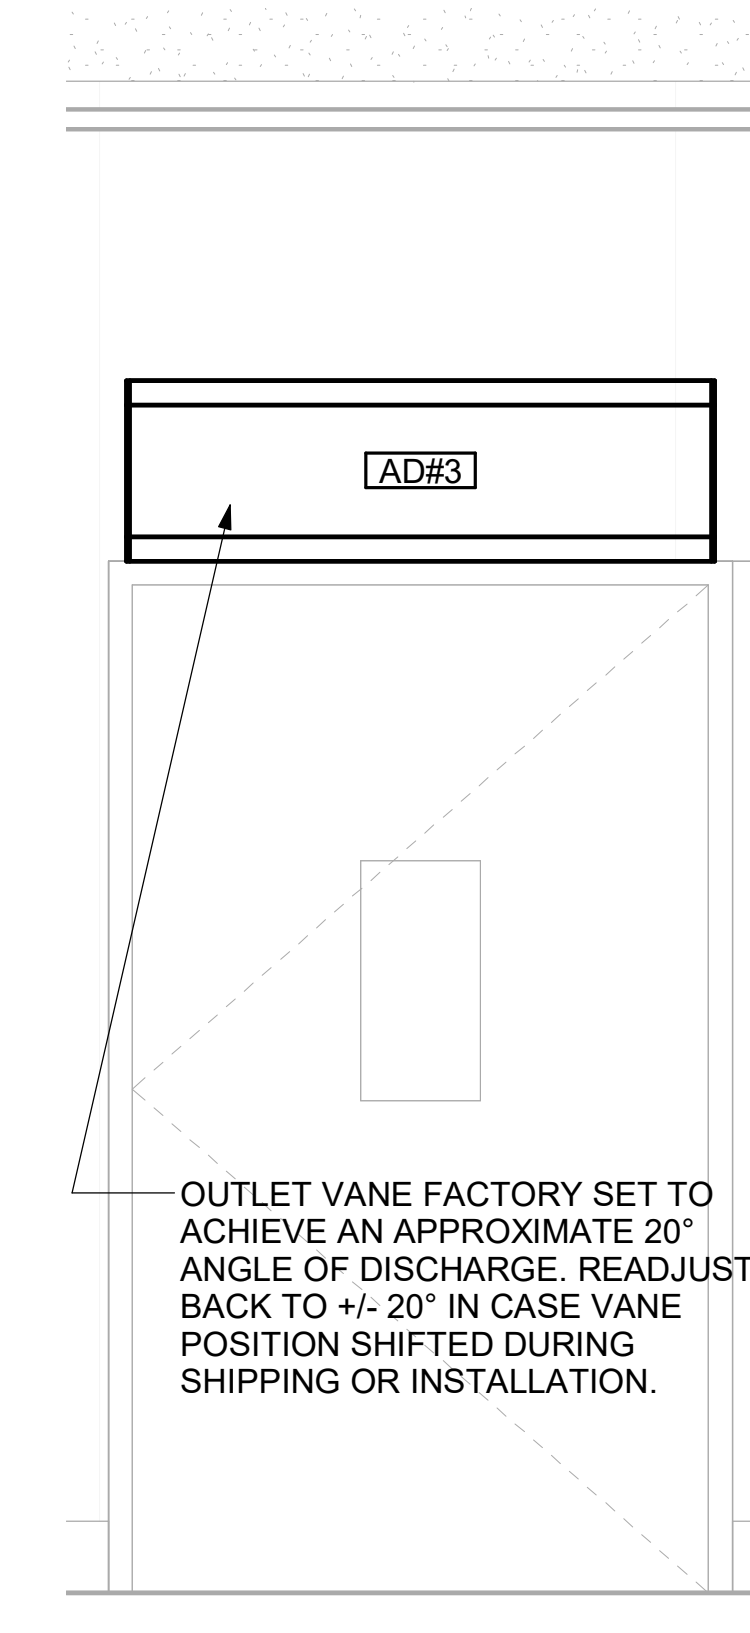 AD#3
OUTLET VANE FACTORY SET TO
ACHIEVE AN APPROXIMATE 20°
ANGLE OF DISCHARGE. READJUST
BACK TO +/- 20° IN CASE VANE
POSITION SHIFTED DURING
SHIPPING OR INSTALLATION.